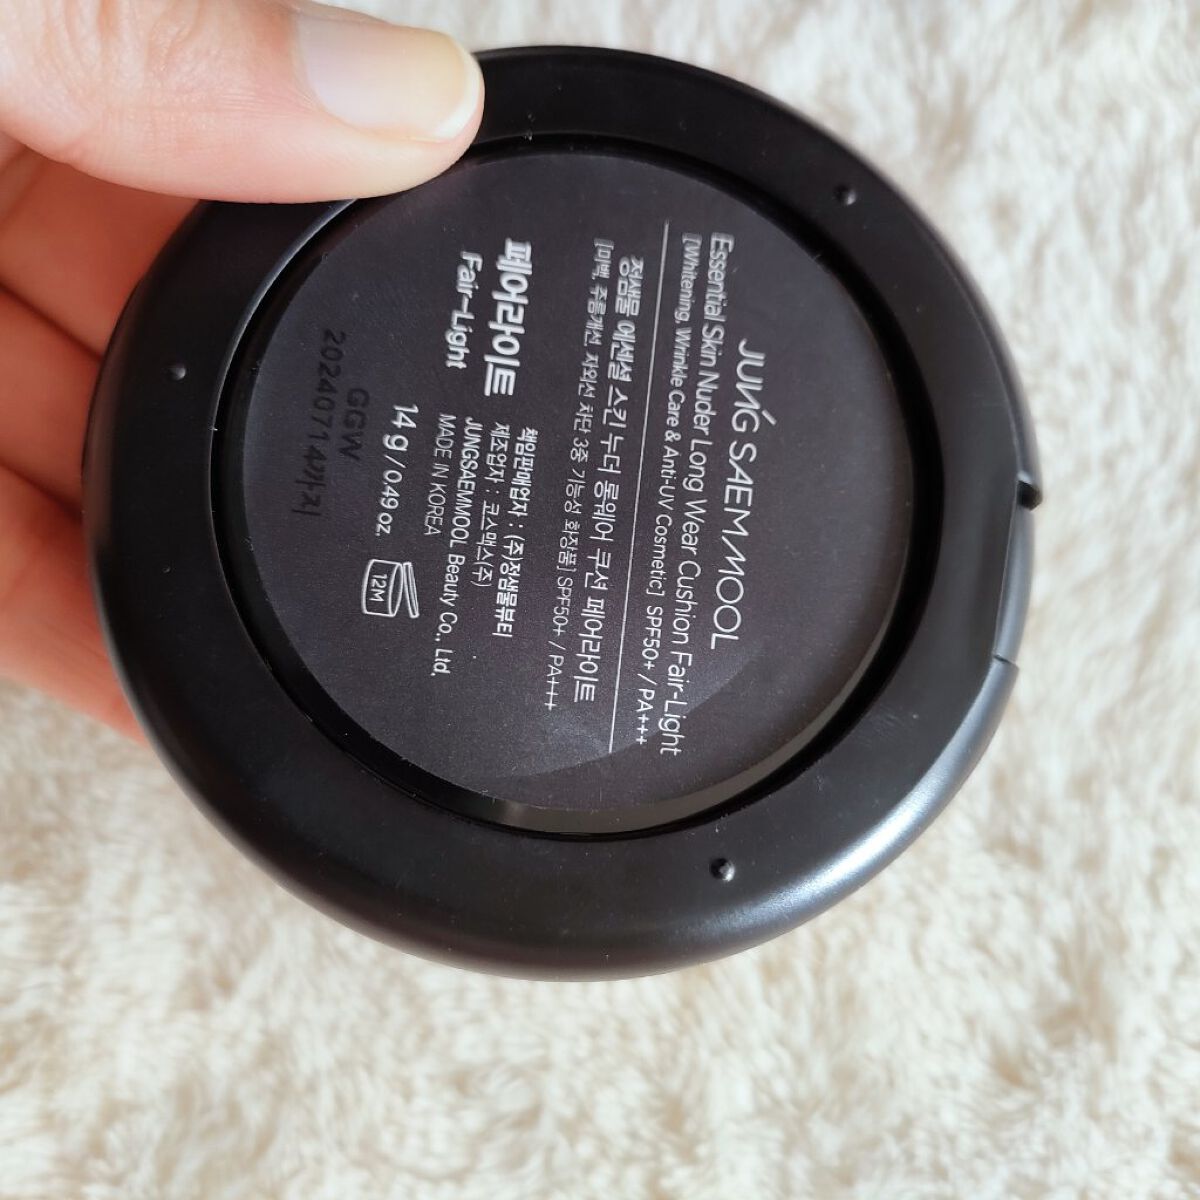 JUNG SAEM MOOL
Essential Skin Nuder Long Wear Cushion Fair-Light
[Whitening, Wrinkle Care & Anti-UV Cosmetic] SPF50+ / PA+++
정샘물 에센셜 스킨 누더 롱웨어 쿠션 페어라이트
[미백, 주름개선, 자외선 차단 3중 기능성 화장품] SPF50+ / PA+++
페어라이트
Fair-Light
책임판매업자 : (주)정샘물뷰티
제조업자 : 코스맥스(주)
JUNGSAEMMOOL Beauty Co., Ltd.
MADE IN KOREA
14 g / 0.49 oz.
12M
GGW
20240714까지